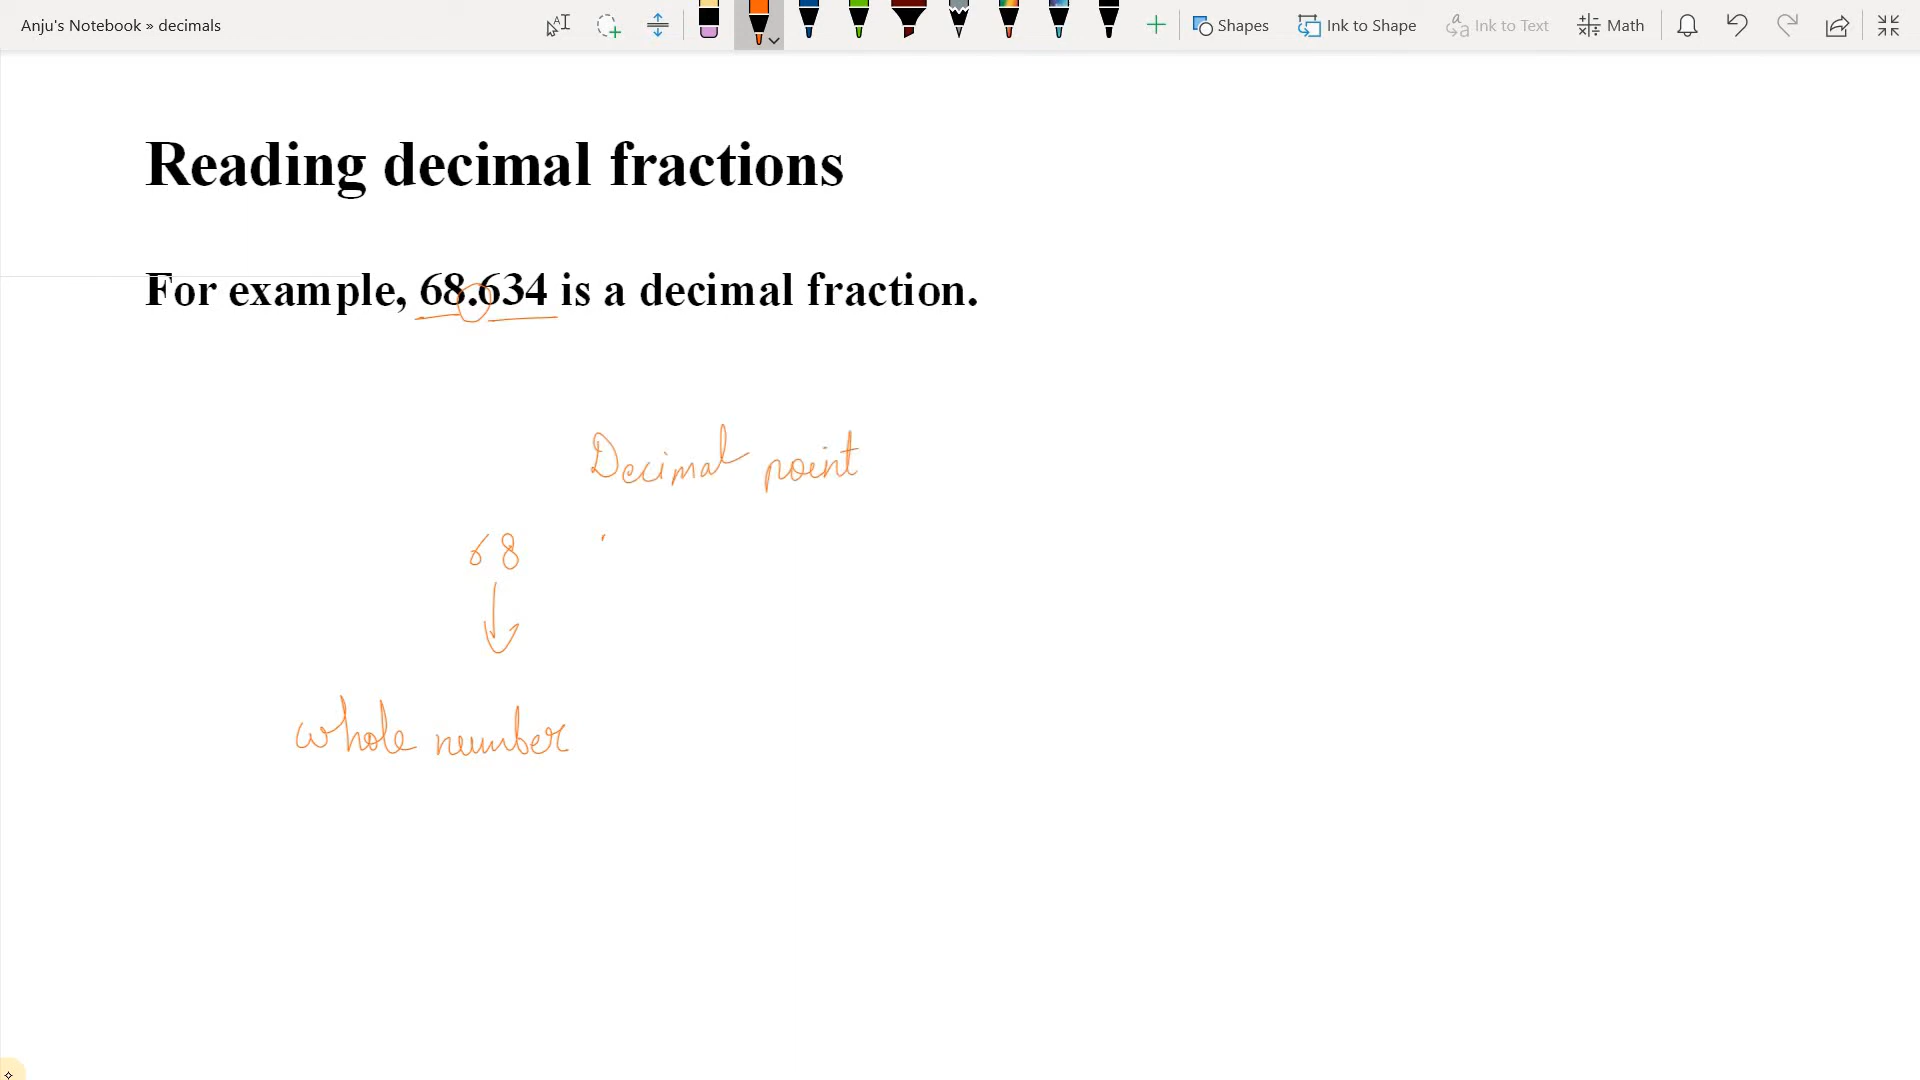 Anju's Notebook » decimals
Shapes
Ink to Shape
Ink to Text
Math
Reading decimal fractions
For example, 68.634 is a decimal fraction.
Decimal point
68 .
whole number